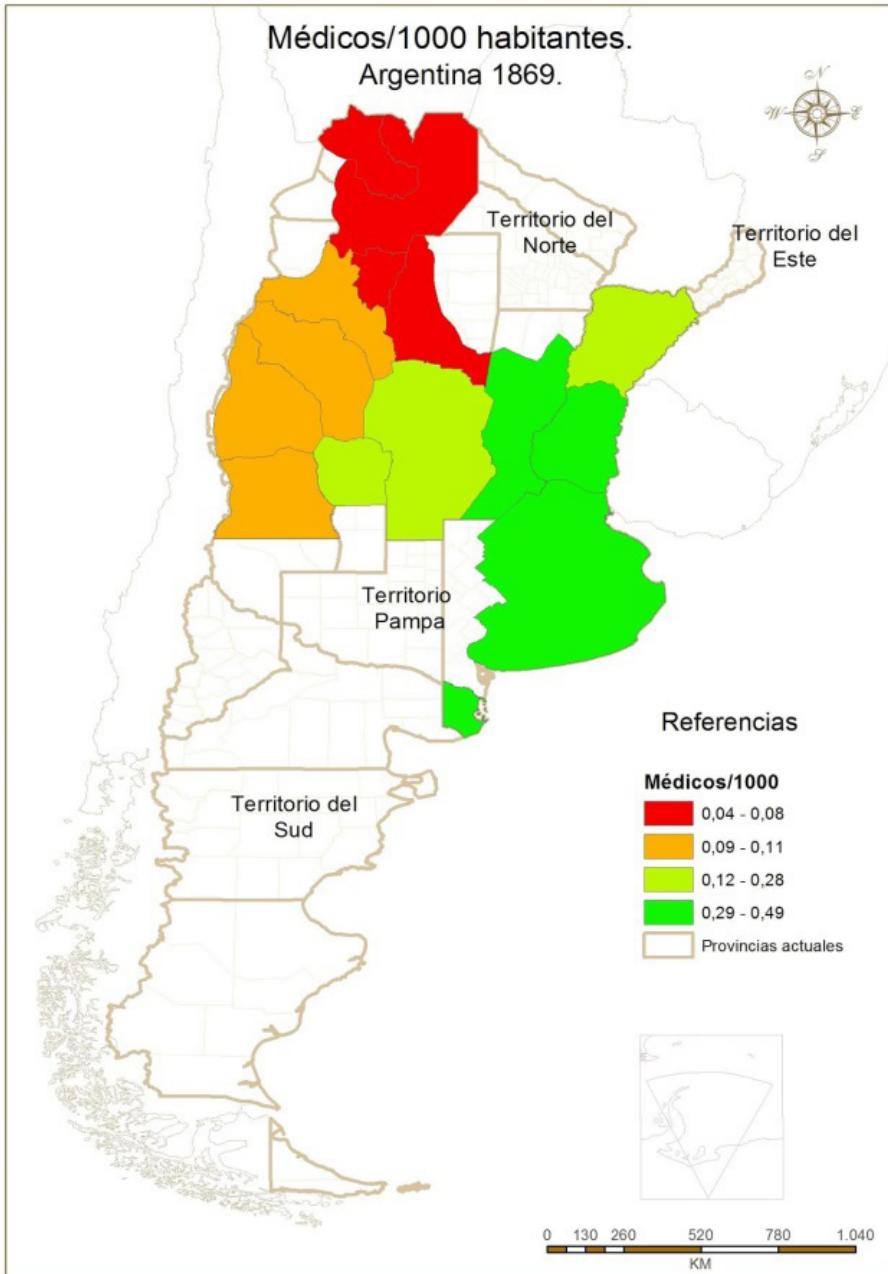 Médicos/1000 habitantes.
Argentina 1869.
N
W
E
S
Territorio del
Norte
Territorio del
Este
Territorio
Pampa
Territorio del
Sud
Referencias
Médicos/1000
0,04 - 0,08
0,09 - 0,11
0,12 - 0,28
0,29 - 0,49
Provincias actuales
0 130 260 520 780 1.040
KM